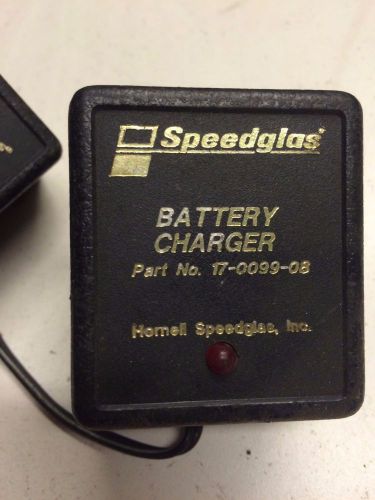 Speedglas®
BATTERY
CHARGER
Part No. 17-0099-08
Hornell Speedglas, Inc.